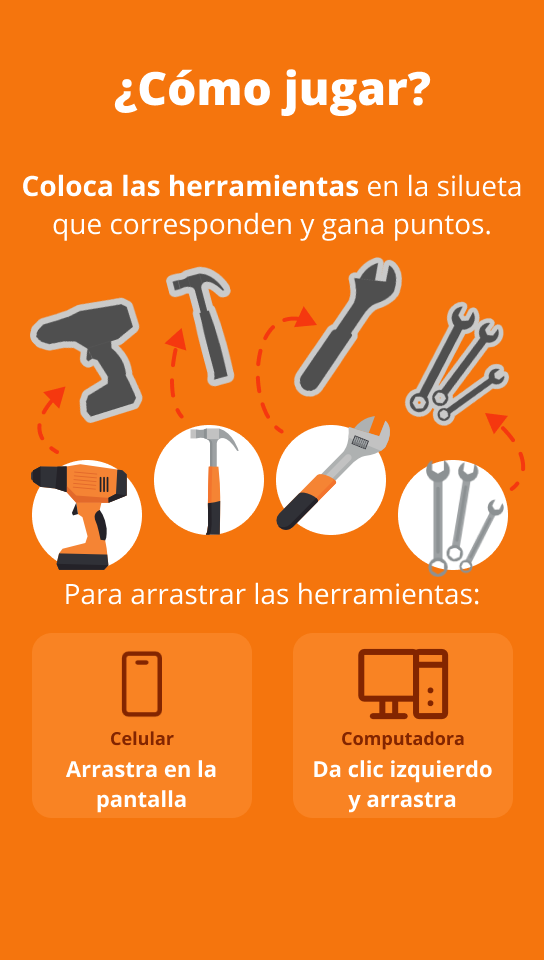 ¿Cómo jugar?
Coloca las herramientas en la silueta
que corresponden y gana puntos.
Para arrastrar las herramientas:
Celular
Arrastra en la
pantalla
Computadora
Da clic izquierdo
y arrastra